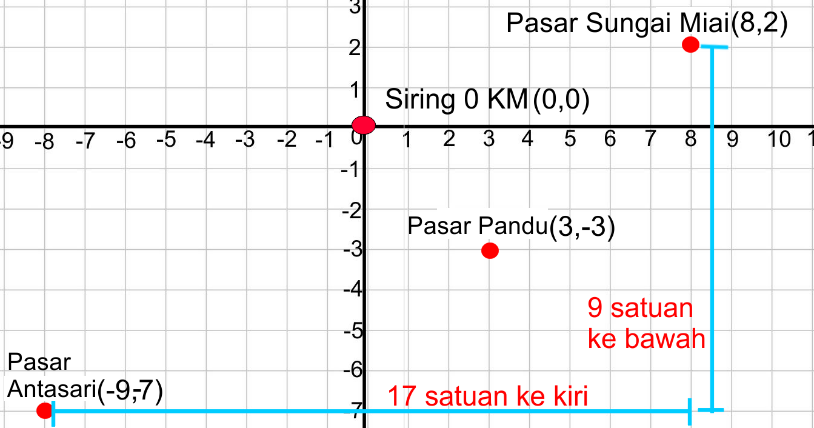 3
Pasar Sungai Miai(8,2)
2
1
Siring 0 KM (0,0)
-9 -8 -7 -6 -5 -4 -3 -2 -1 0 1 2 3 4 5 6 7 8 9 10 1
-1
-2
Pasar Pandu(3,-3)
-3
-4
9 satuan
ke bawah
-5
Pasar
Antasari(-9,-7)
-6
17 satuan ke kiri
-7